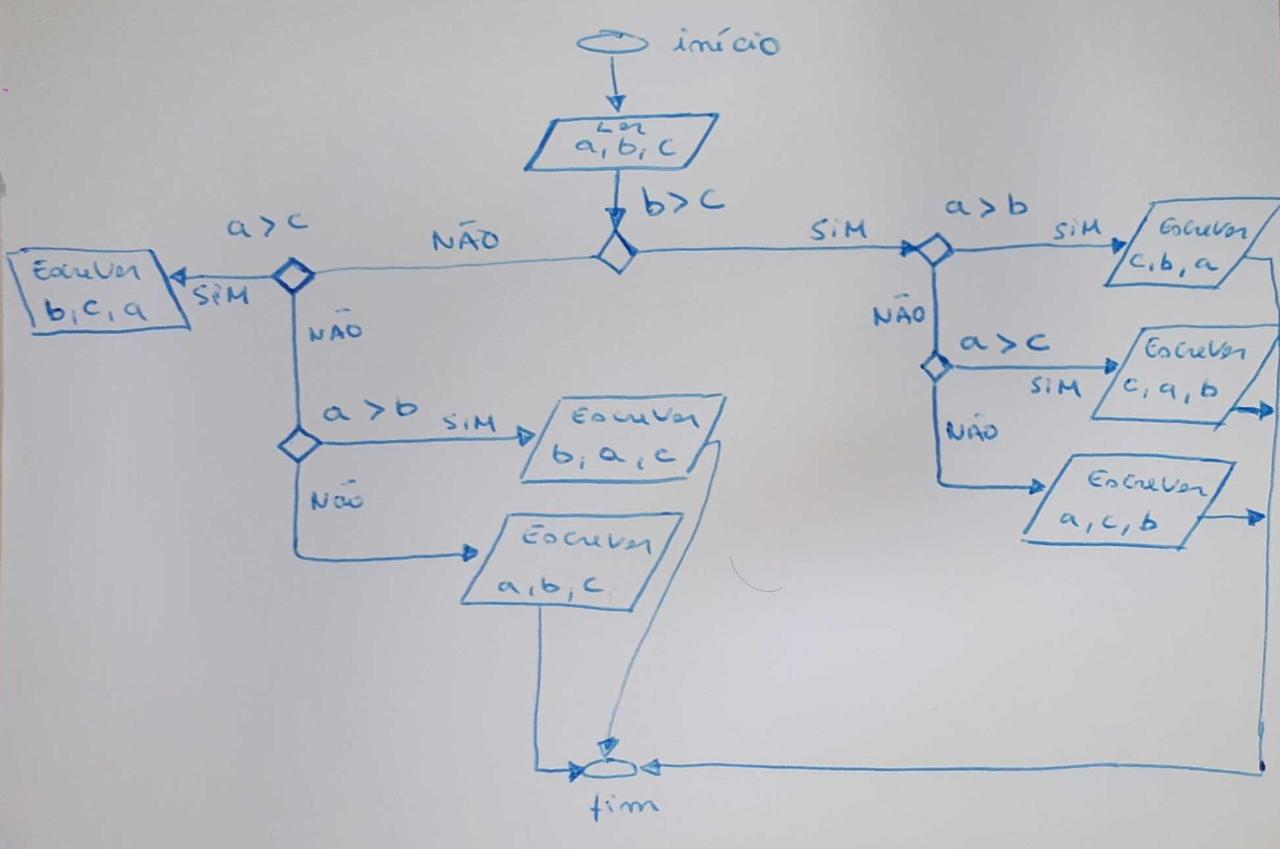 início
Ler
a, b, c
b > c
NÃO
SiM
a > c
SiM
Escrever
b, c, a
NÃO
a > b
SiM
Escrever
b, a, c
NÃO
Escrever
a, b, c
a > b
SiM
Escrever
c, b, a
NÃO
a > c
SiM
Escrever
c, a, b
NÃO
Escrever
a, c, b
fim